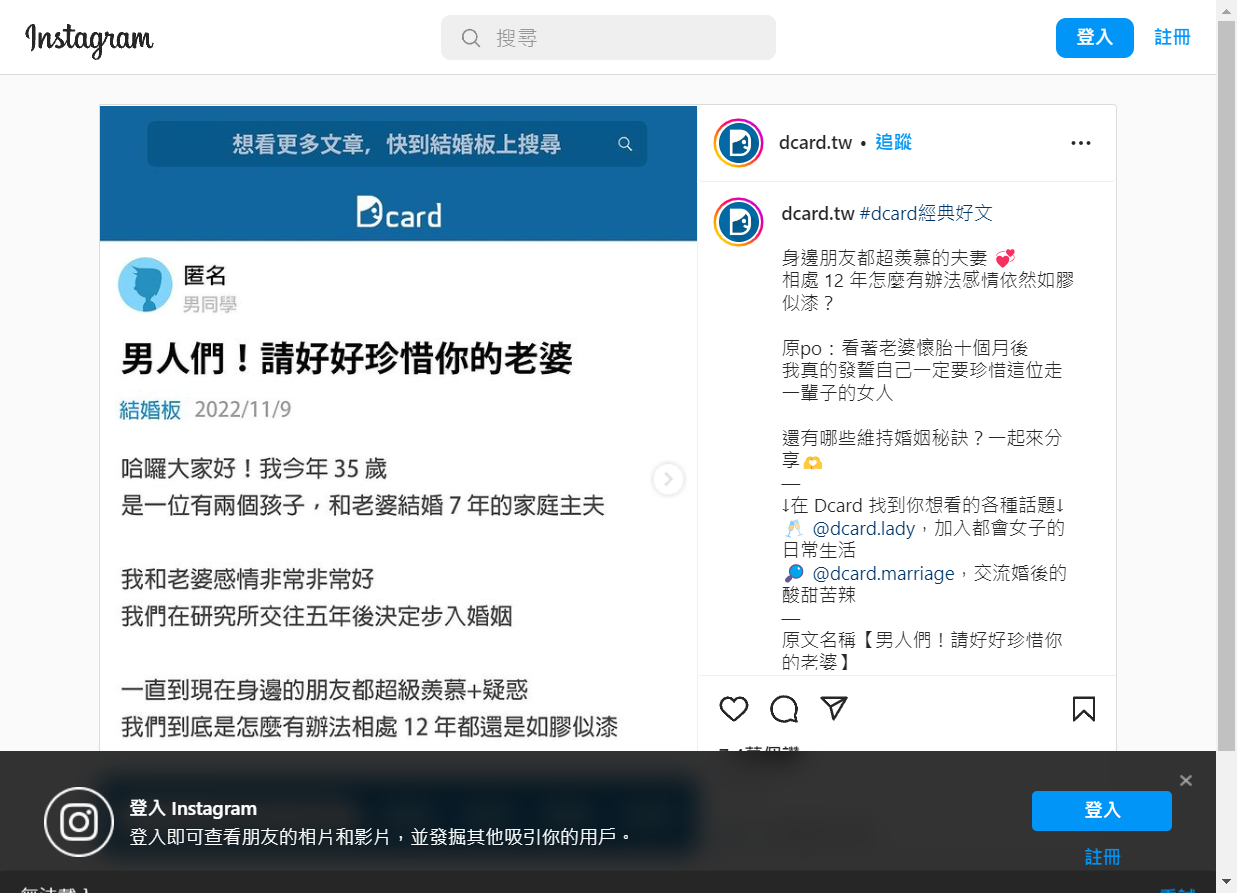 Instagram
搜尋
登入
註冊
想看更多文章，快到結婚板上搜尋
Dcard
匿名
男同學
男人們！請好好珍惜你的老婆
結婚板 2022/11/9
哈囉大家好！我今年 35 歲
是一位有兩個孩子，和老婆結婚 7 年的家庭主夫
我和老婆感情非常非常好
我們在研究所交往五年後決定步入婚姻
一直到現在身邊的朋友都超級羨慕+疑惑
我們到底是怎麼有辦法相處 12 年都還是如膠似漆
dcard.tw • 追蹤
dcard.tw #dcard經典好文
身邊朋友都超羨慕的夫妻 💞
相處 12 年怎麼有辦法感情依然如膠
似漆？
原po：看著老婆懷胎十個月後
我真的發誓自己一定要珍惜這位走
一輩子的女人
還有哪些維持婚姻秘訣？一起來分
享🫶
—
↓在 Dcard 找到你想看的各種話題↓
🥂 @dcard.lady，加入都會女子的
日常生活
🔎 @dcard.marriage，交流婚後的
酸甜苦辣
—
原文名稱【男人們！請好好珍惜你
的老婆】
登入 Instagram
登入即可查看朋友的相片和影片，並發掘其他吸引你的用戶。
登入
註冊